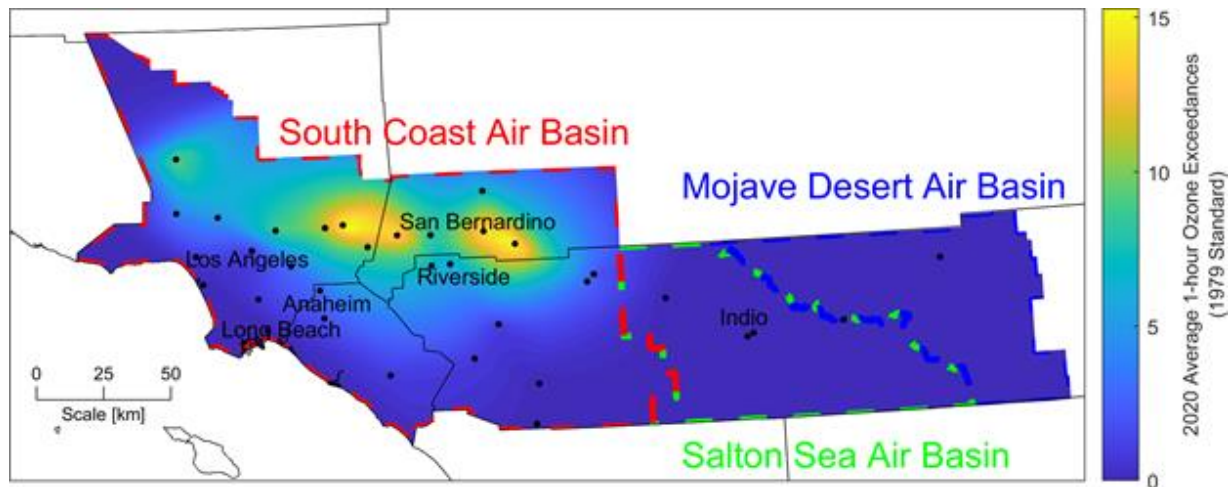 South Coast Air Basin
Mojave Desert Air Basin
San Bernardino
Los Angeles
Riverside
Anaheim
Indio
Long Beach
0 25 50
Scale [km]
Salton Sea Air Basin
15
10
5
0
2020 Average 1-hour Ozone Exceedances
(1979 Standard)